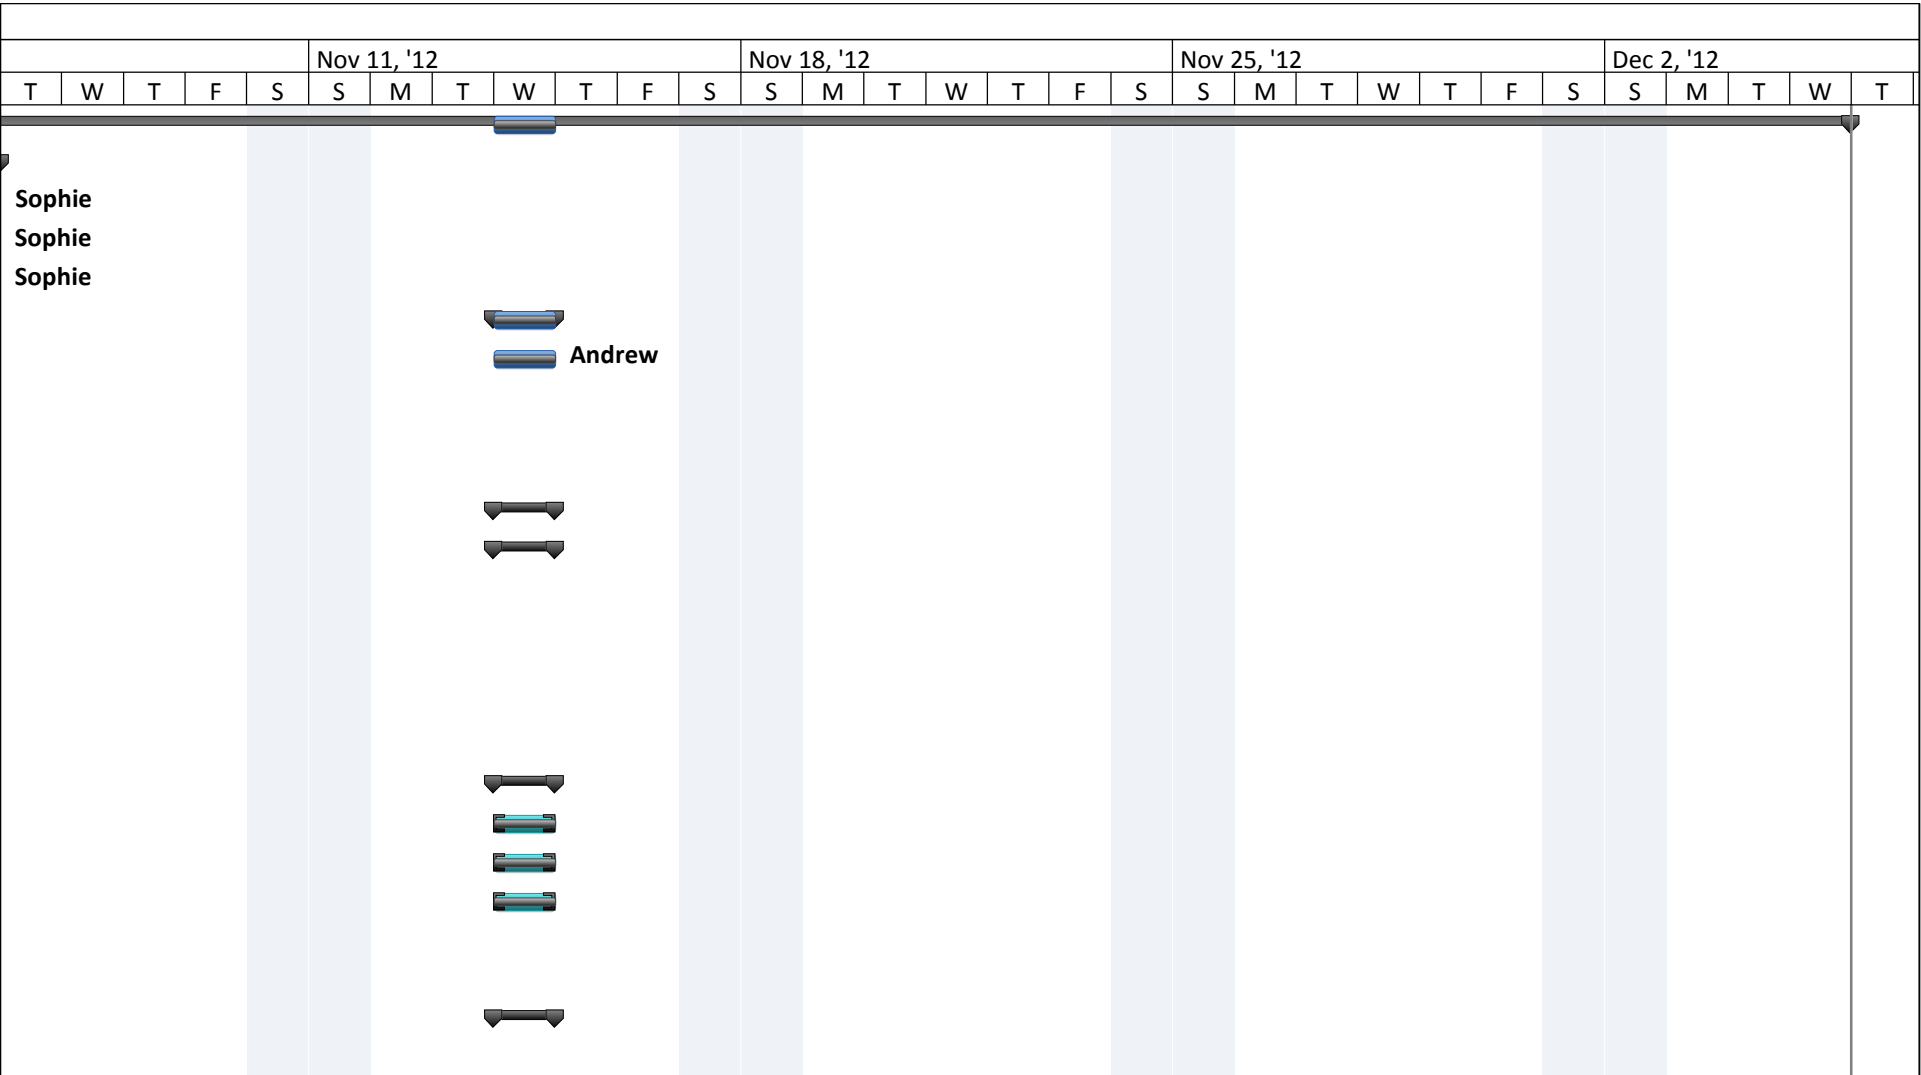 Nov 11, '12 Nov 18, '12 Nov 25, '12 Dec 2, '12
T W T F S S M T W T F S S M T W T F S S M T W T F S S M T W T
Sophie
Sophie
Sophie
Andrew